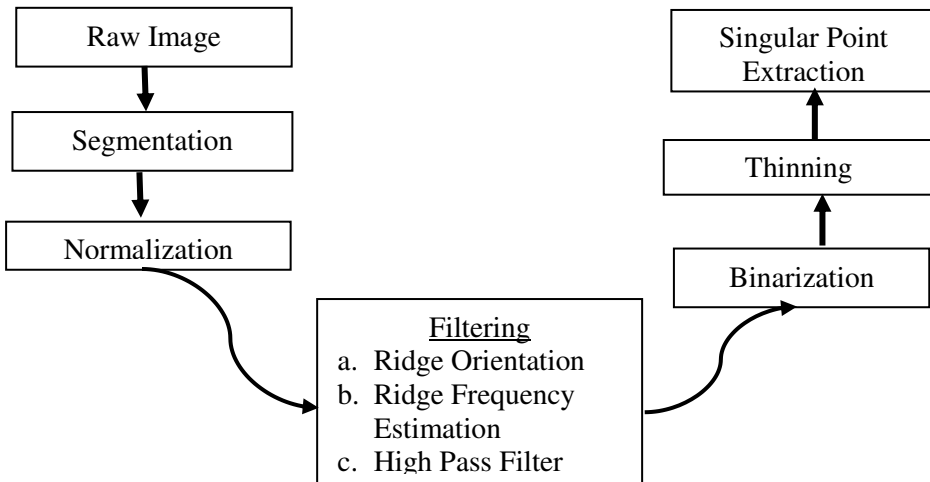 Raw Image
Segmentation
Normalization
Filtering
a. Ridge Orientation
b. Ridge Frequency
Estimation
c. High Pass Filter
Binarization
Thinning
Singular Point
Extraction